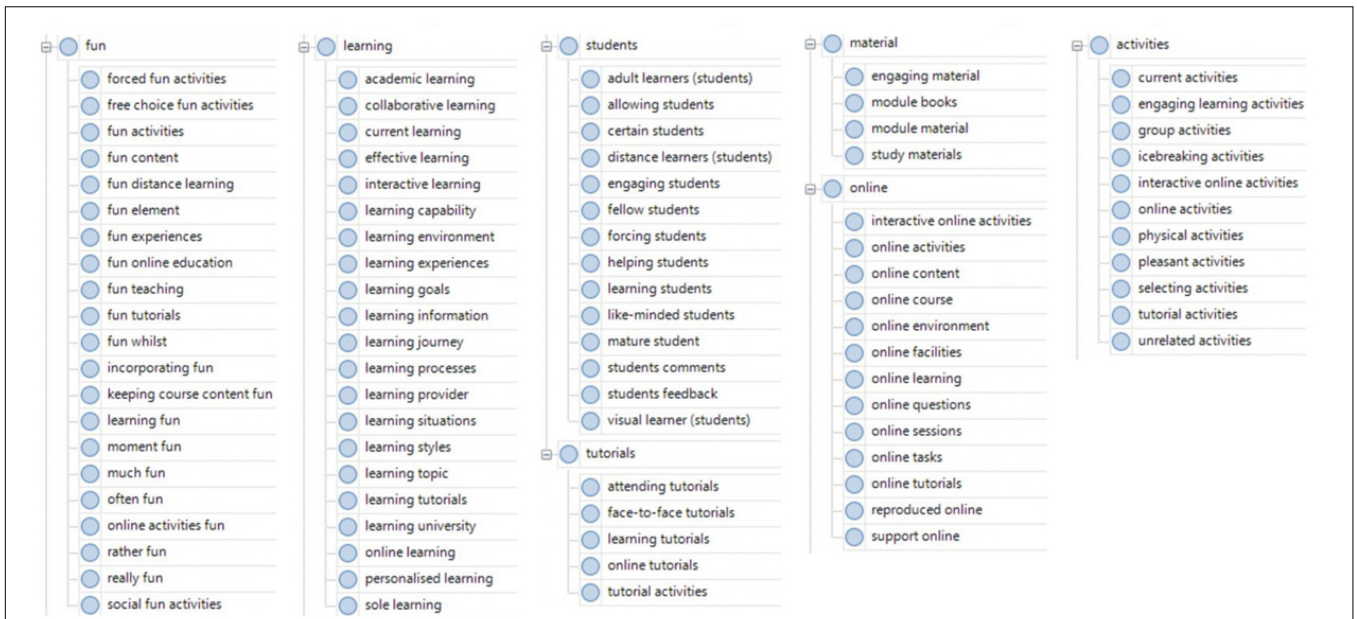 fun
forced fun activities
free choice fun activities
fun activities
fun content
fun distance learning
fun element
fun experiences
fun online education
fun teaching
fun tutorials
fun whilst
incorporating fun
keeping course content fun
learning fun
moment fun
much fun
often fun
online activities fun
rather fun
really fun
social fun activities
learning
academic learning
collaborative learning
current learning
effective learning
interactive learning
learning capability
learning environment
learning experiences
learning goals
learning information
learning journey
learning processes
learning provider
learning situations
learning styles
learning topic
learning tutorials
learning university
online learning
personalised learning
sole learning
students
adult learners (students)
allowing students
certain students
distance learners (students)
engaging students
fellow students
forcing students
helping students
learning students
like-minded students
mature student
students comments
students feedback
visual learner (students)
tutorials
attending tutorials
face-to-face tutorials
learning tutorials
online tutorials
tutorial activities
material
engaging material
module books
module material
study materials
online
interactive online activities
online activities
online content
online course
online environment
online facilities
online learning
online questions
online sessions
online tasks
online tutorials
reproduced online
support online
activities
current activities
engaging learning activities
group activities
icebreaking activities
interactive online activities
online activities
physical activities
pleasant activities
selecting activities
tutorial activities
unrelated activities